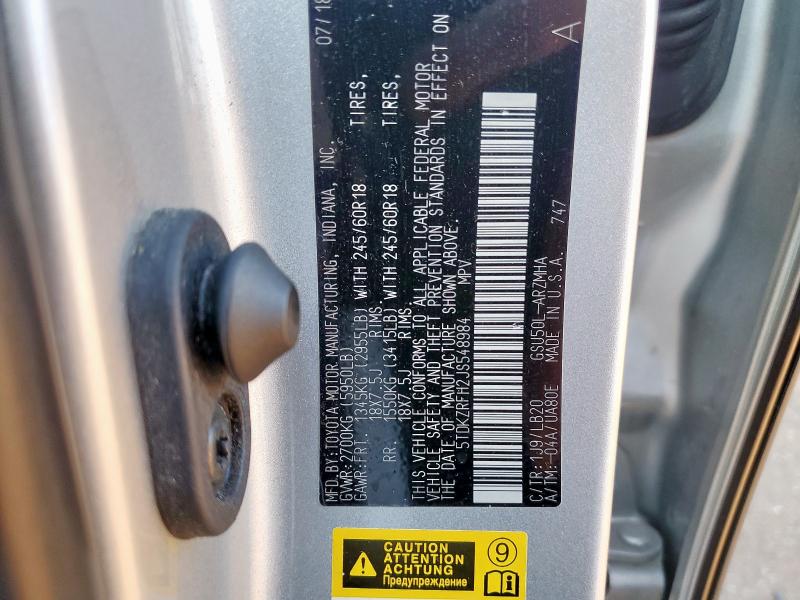 MFD.BY:TOYOTA MOTOR MANUFACTURING, INDIANA, INC. 07/18
GVWR:2700KG(5950LB)
GAWR:FRT. 1345KG(2955LB) WITH 245/60R18 TIRES,
18X7.5J RIMS,
RR. 1550KG (3415LB) WITH 245/60R18 TIRES,
18X7.5J RIMS,
THIS VEHICLE CONFORMS TO ALL APPLICABLE FEDERAL MOTOR
VEHICLE SAFETY AND THEFT PREVENTION STANDARDS IN EFFECT ON
THE DATE OF MANUFACTURE SHOWN ABOVE.
5TDKZRFH2JS548984 MPV
C/TR:1J9/LB20 GSU50L-ARZMHA 747
A/TM:-04A/UA80E MADE IN U.S.A. A
CAUTION
ATTENTION
ACHTUNG
Предупреждение
9